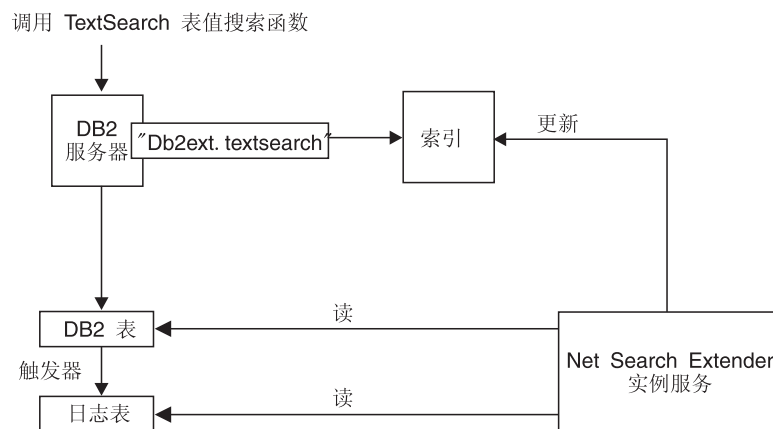 调用 TextSearch 表值搜索函数
DB2
服务器
"Db2ext. textsearch"
索引
更新
DB2 表
读
触发器
日志表
读
Net Search Extender
实例服务